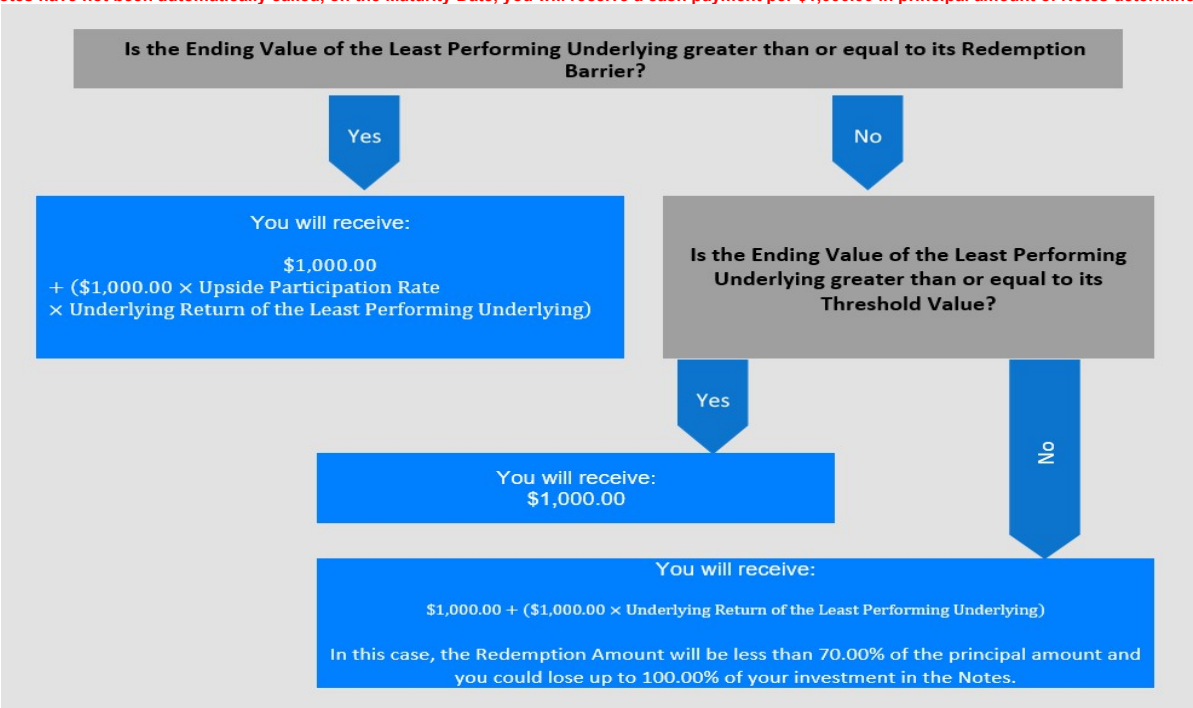 Is the Ending Value of the Least Performing Underlying greater than or equal to its Redemption
Barrier?
Yes
No
You will receive:
$1,000.00
+ ($1,000.00 × Upside Participation Rate
× Underlying Return of the Least Performing Underlying)
Is the Ending Value of the Least Performing
Underlying greater than or equal to its
Threshold Value?
Yes
No
You will receive:
$1,000.00
You will receive:
$1,000.00 + ($1,000.00 × Underlying Return of the Least Performing Underlying)
In this case, the Redemption Amount will be less than 70.00% of the principal amount and
you could lose up to 100.00% of your investment in the Notes.